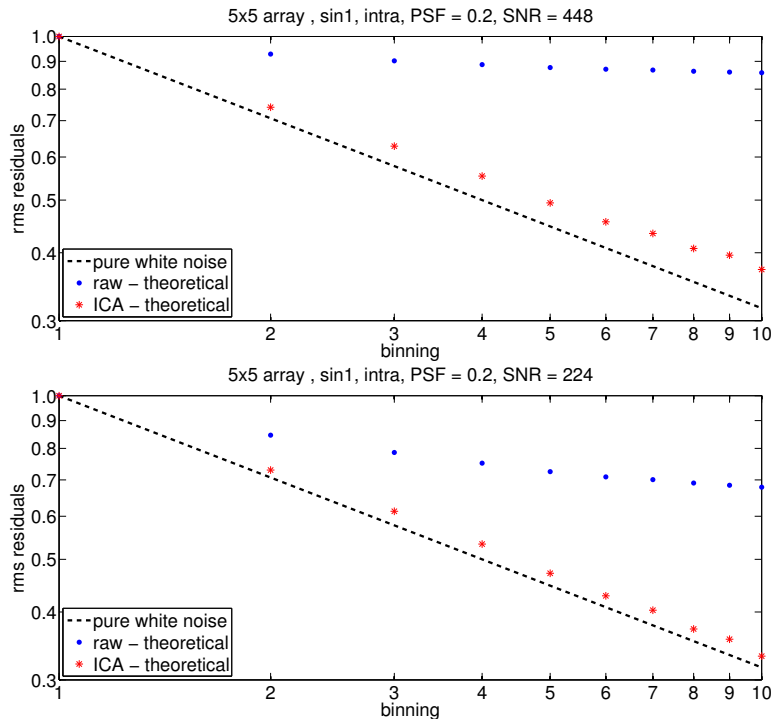 5x5 array , sin1, intra, PSF = 0.2, SNR = 448
1.0
0.9
0.8
0.7
0.6
0.5
0.4
0.3
rms residuals
pure white noise
raw − theoretical
ICA − theoretical
1 2 3 4 5 6 7 8 9 10
binning
5x5 array , sin1, intra, PSF = 0.2, SNR = 224
1.0
0.9
0.8
0.7
0.6
0.5
0.4
0.3
rms residuals
pure white noise
raw − theoretical
ICA − theoretical
1 2 3 4 5 6 7 8 9 10
binning